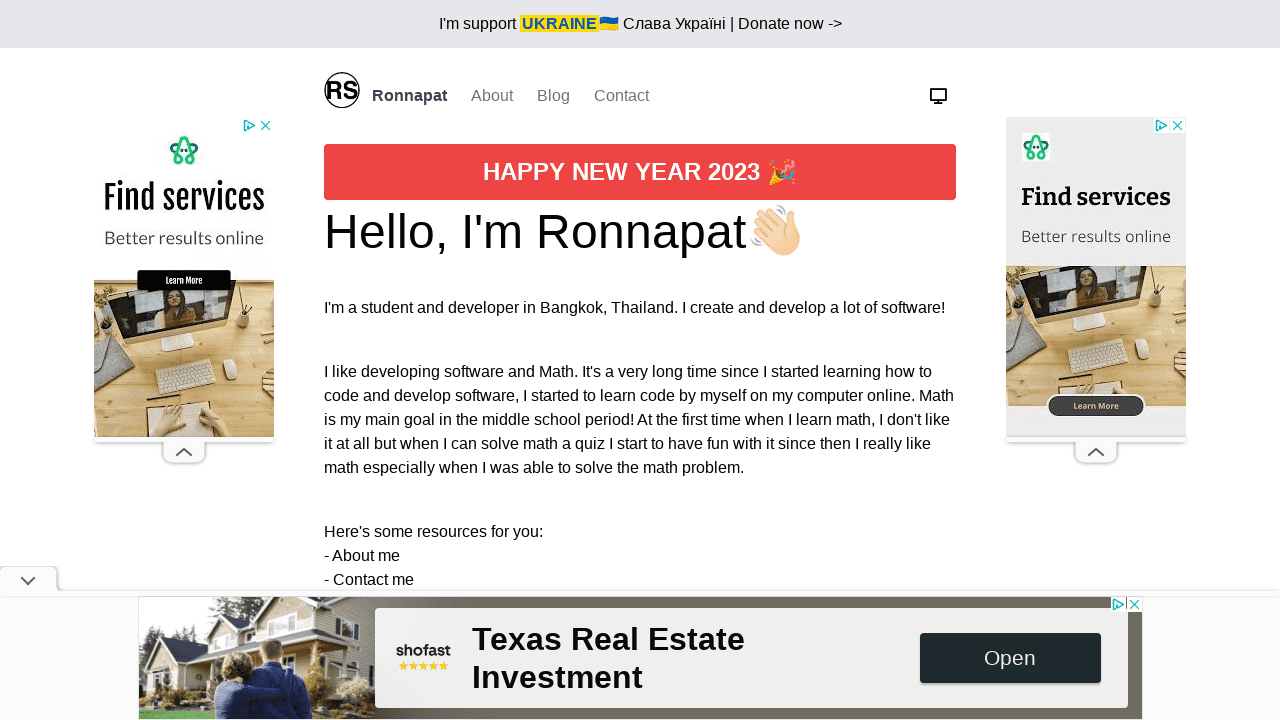 I'm support UKRAINE🇺🇦 Слава Україні | Donate now ->
RS Ronnapat About Blog Contact
HAPPY NEW YEAR 2023 🎉
Hello, I'm Ronnapat👋🏻
I'm a student and developer in Bangkok, Thailand. I create and develop a lot of software!
I like developing software and Math. It's a very long time since I started learning how to
code and develop software, I started to learn code by myself on my computer online. Math
is my main goal in the middle school period! At the first time when I learn math, I don't like
it at all but when I can solve math a quiz I start to have fun with it since then I really like
math especially when I was able to solve the math problem.
Here's some resources for you:
- About me
- Contact me
Find services
Better results online
Learn More
Find services
Better results online
Learn More
shofast
Texas Real Estate
Investment
Open